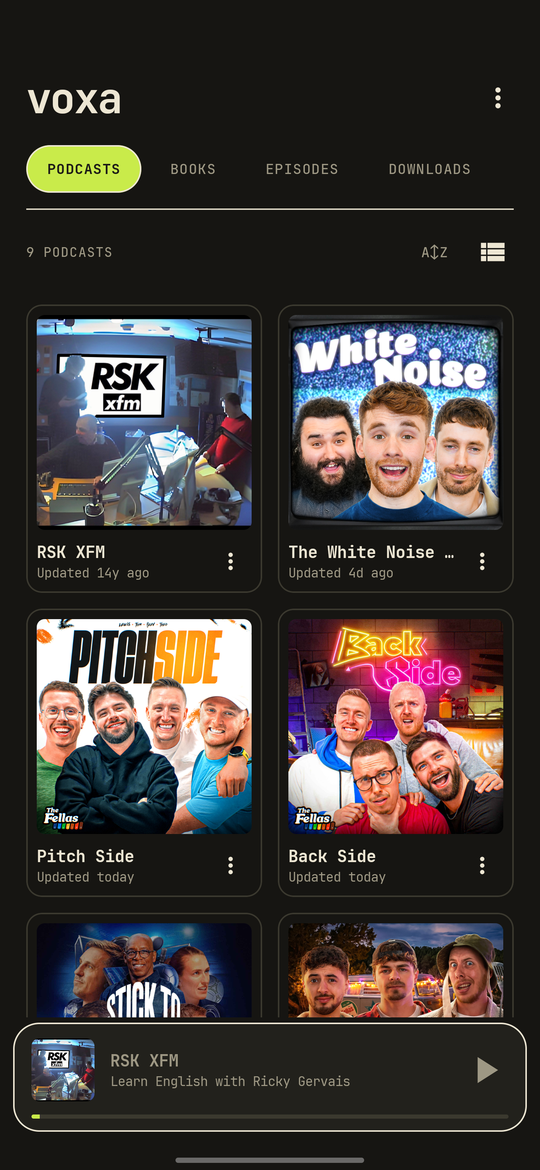 voxa
PODCASTS BOOKS EPISODES DOWNLOADS
9 PODCASTS A↕Z
RSK
xfm
White
Noise
RSK XFM
Updated 14y ago
The White Noise …
Updated 4d ago
PITCHSIDE
The
Fellas
Back
Side
The
Fellas
Pitch Side
Updated today
Back Side
Updated today
STICK TO
RSK
xfm
RSK XFM
Learn English with Ricky Gervais